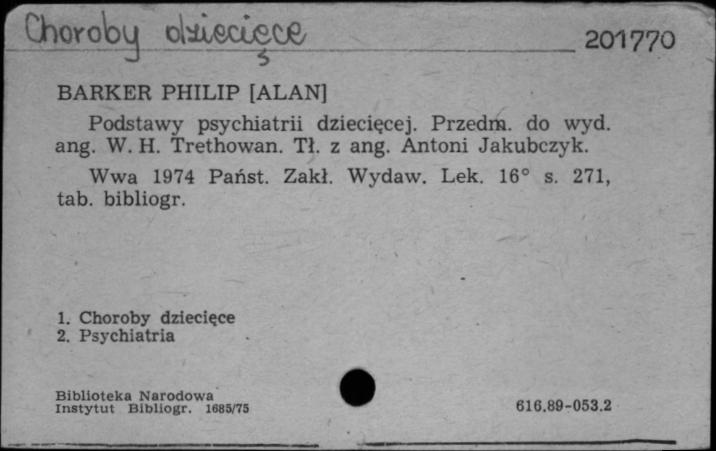 Choroby dziecięce
201770
BARKER PHILIP [ALAN]
Podstawy psychiatrii dziecięcej. Przedm. do wyd.
ang. W. H. Trethowan. Tł. z ang. Antoni Jakubczyk.
Wwa 1974 Państ. Zakł. Wydaw. Lek. 16° s. 271,
tab. bibliogr.
1. Choroby dziecięce
2. Psychiatria
Biblioteka Narodowa
Instytut Bibliogr. 1685/75
616.89-053.2